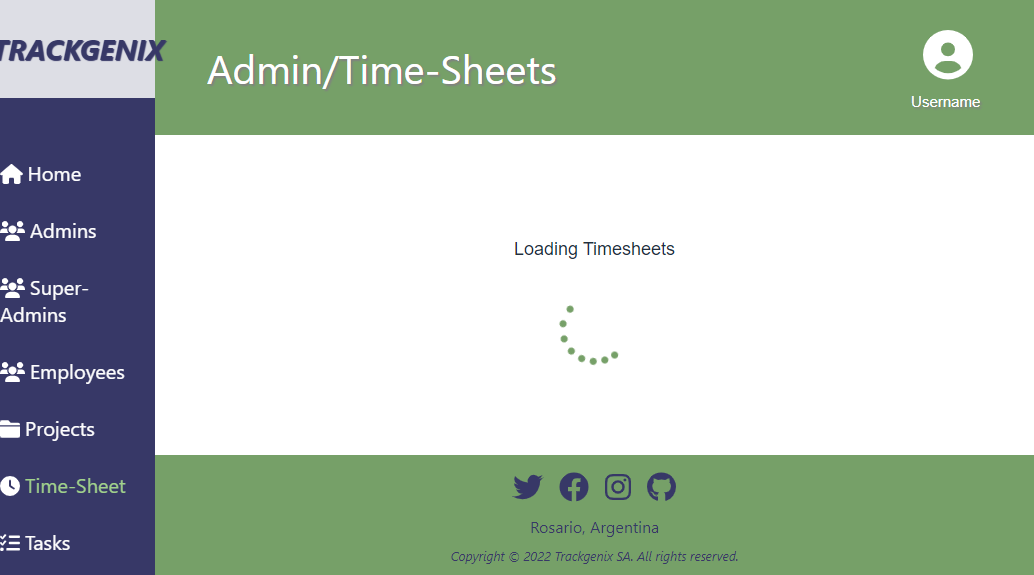 TRACKGENIX
Admin/Time-Sheets
Username
Home
Admins
Super-
Admins
Employees
Projects
Time-Sheet
Tasks
Loading Timesheets
Rosario, Argentina
Copyright © 2022 Trackgenix SA. All rights reserved.